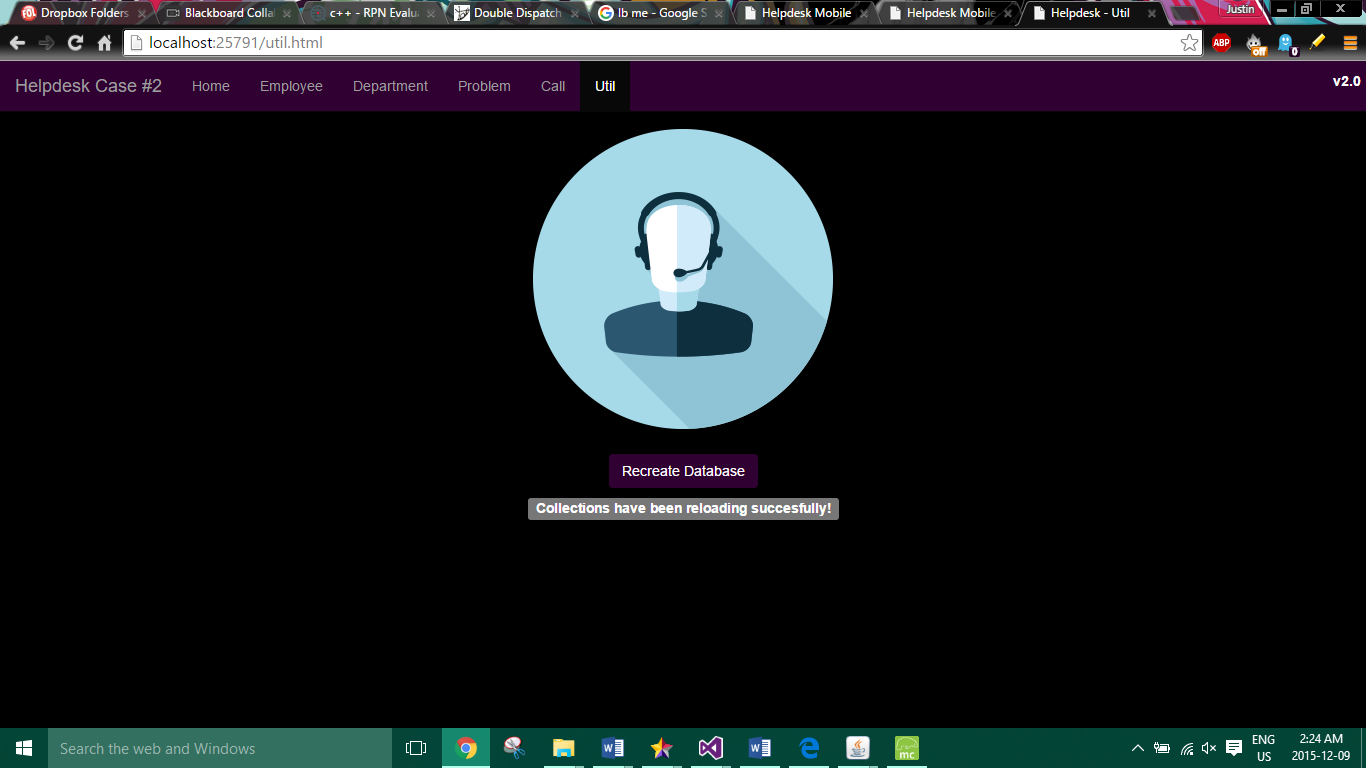 Dropbox Folders
Blackboard Colla
c++ - RPN Evalu
Double Dispatch
lb me - Google S
Helpdesk Mobile
Helpdesk Mobile
Helpdesk - Util
Justin
localhost:25791/util.html
ABP
off
0
Helpdesk Case #2
Home
Employee
Department
Problem
Call
Util
v2.0
Recreate Database
Collections have been reloading succesfully!
Search the web and Windows
mc
ENG
US
2:24 AM
2015-12-09